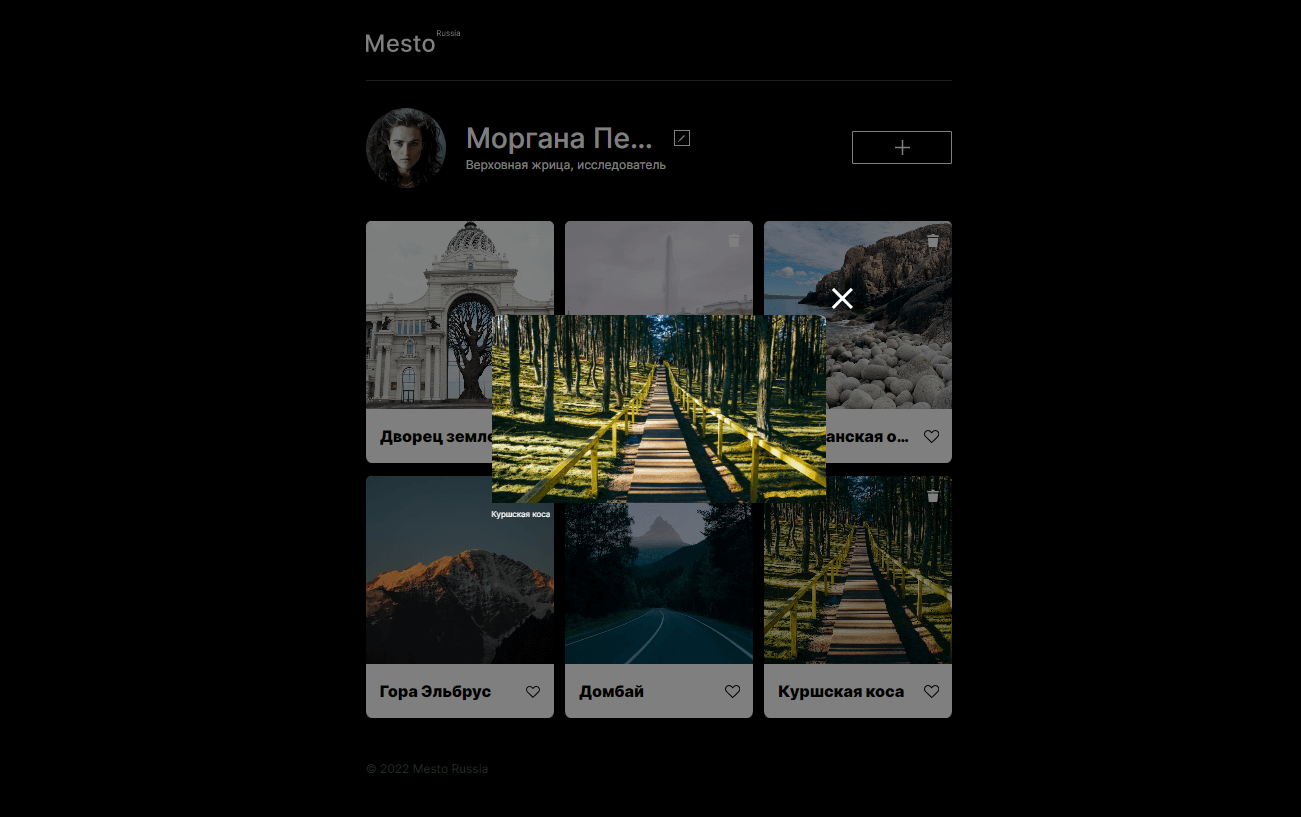 Mesto Russia
Моргана Пе...
Верховная жрица, исследователь
Дворец земле
анская о...
Куршская коса
Гора Эльбрус
Домбай
Куршская коса
© 2022 Mesto Russia